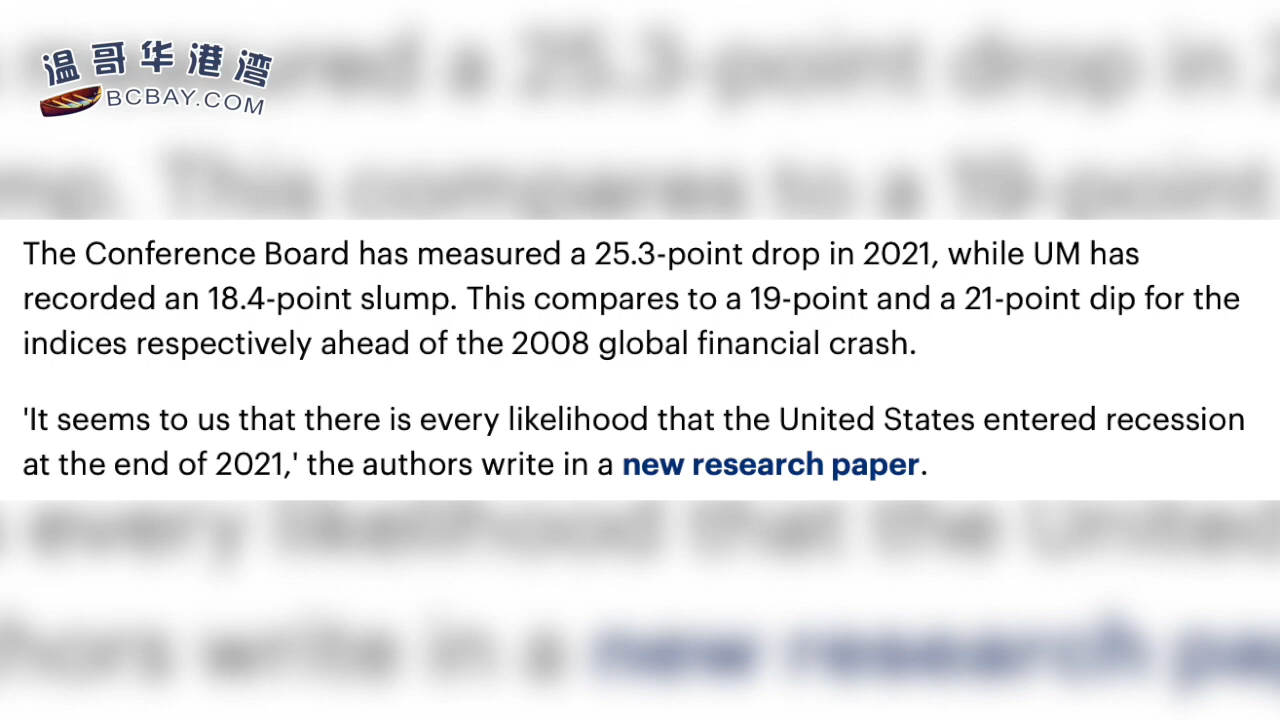 温哥华港湾
BCBAY.COM
The Conference Board has measured a 25.3-point drop in 2021, while UM has
recorded an 18.4-point slump. This compares to a 19-point and a 21-point dip for the
indices respectively ahead of the 2008 global financial crash.
'It seems to us that there is every likelihood that the United States entered recession
at the end of 2021,' the authors write in a new research paper.